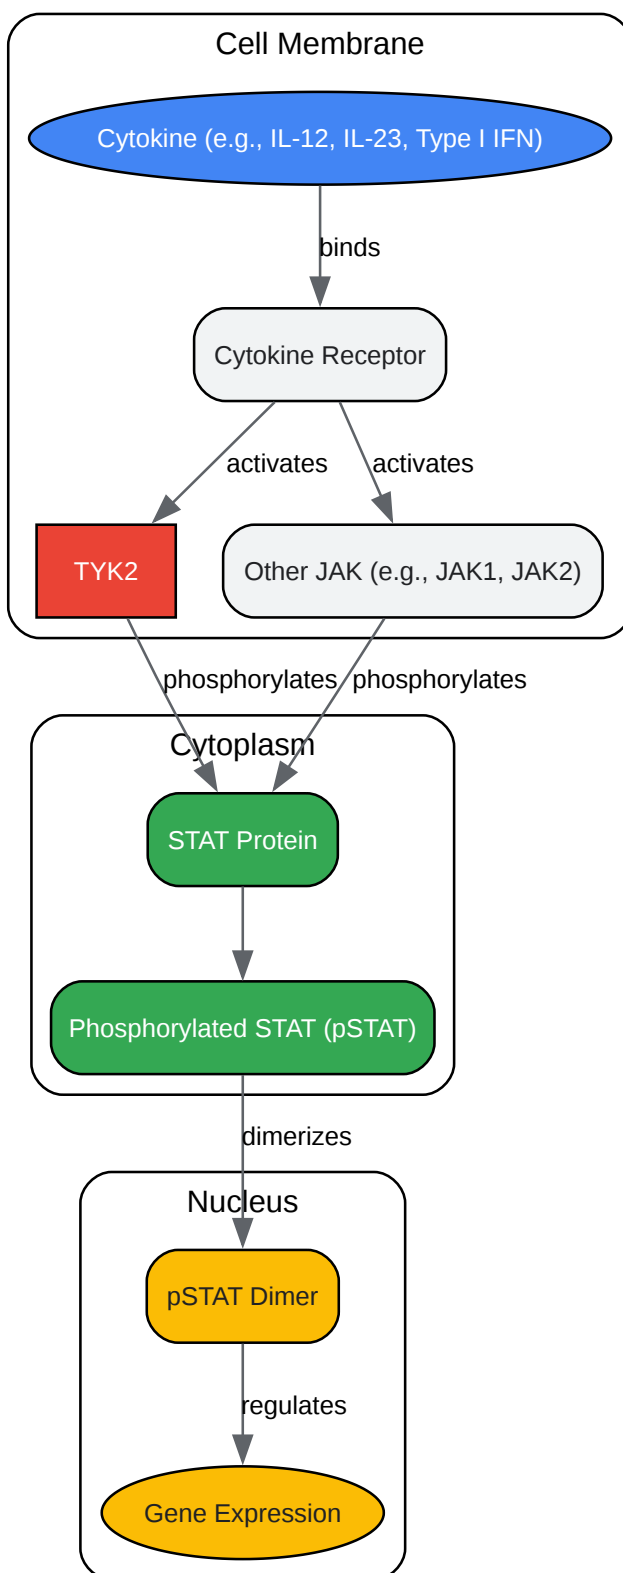 Cell Membrane
Cytokine (e.g., IL-12, IL-23, Type I IFN)
binds
Cytokine Receptor
activates
activates
TYK2
Other JAK (e.g., JAK1, JAK2)
phosphorylates
phosphorylates
Cytoplasm
STAT Protein
Phosphorylated STAT (pSTAT)
dimerizes
Nucleus
pSTAT Dimer
regulates
Gene Expression